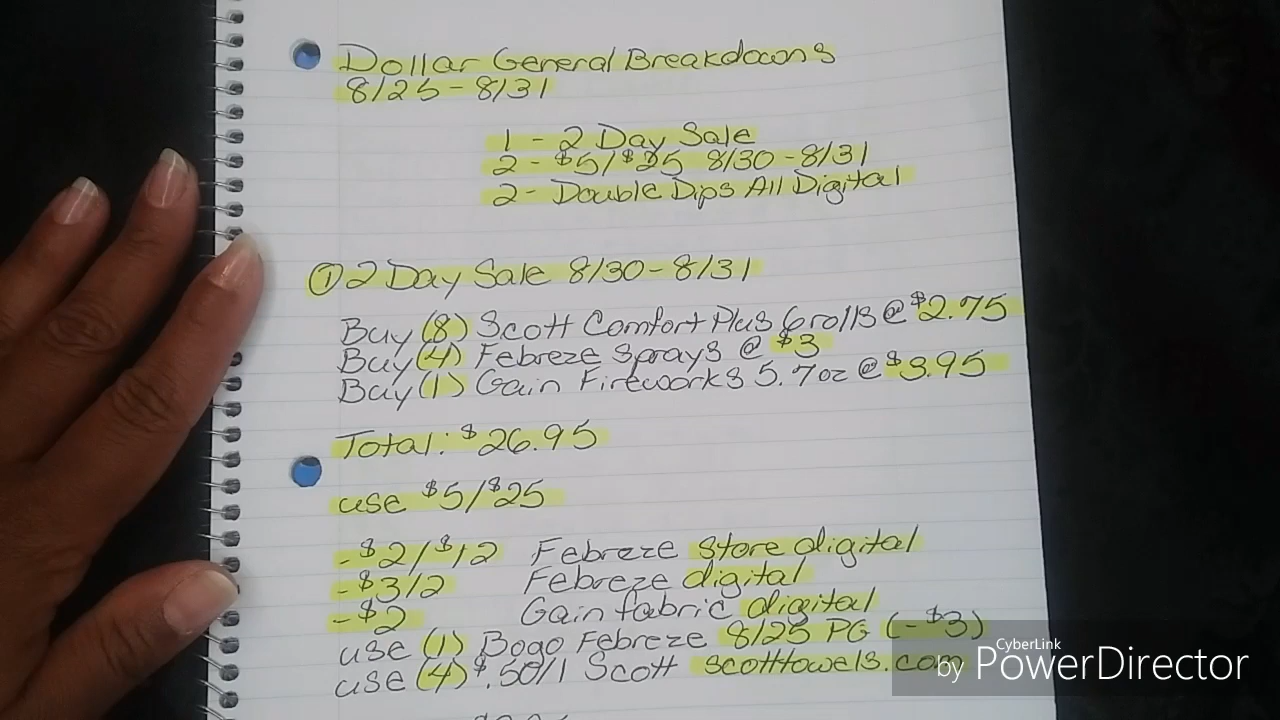 Dollar General Breakdowns
8/25 - 8/31
1 - 2 Day Sale
2 - $5/$25 8/30 - 8/31
2 - Double Dips All Digital
① 2 Day Sale 8/30 - 8/31
Buy (8) Scott Comfort Plus 6 rolls @ $2.75
Buy (4) Febreze Sprays @ $3
Buy (1) Gain Fireworks 5.7oz @ $3.95
Total: $26.95
use $5/$25
-$2/$12 Febreze store digital
-$3/2 Febreze digital
-$2 Gain fabric digital
use (1) Bogo Febreze 8/25 PG (-$3)
use (4) $.50/1 Scott scotttowels.com
CyberLink
by PowerDirector